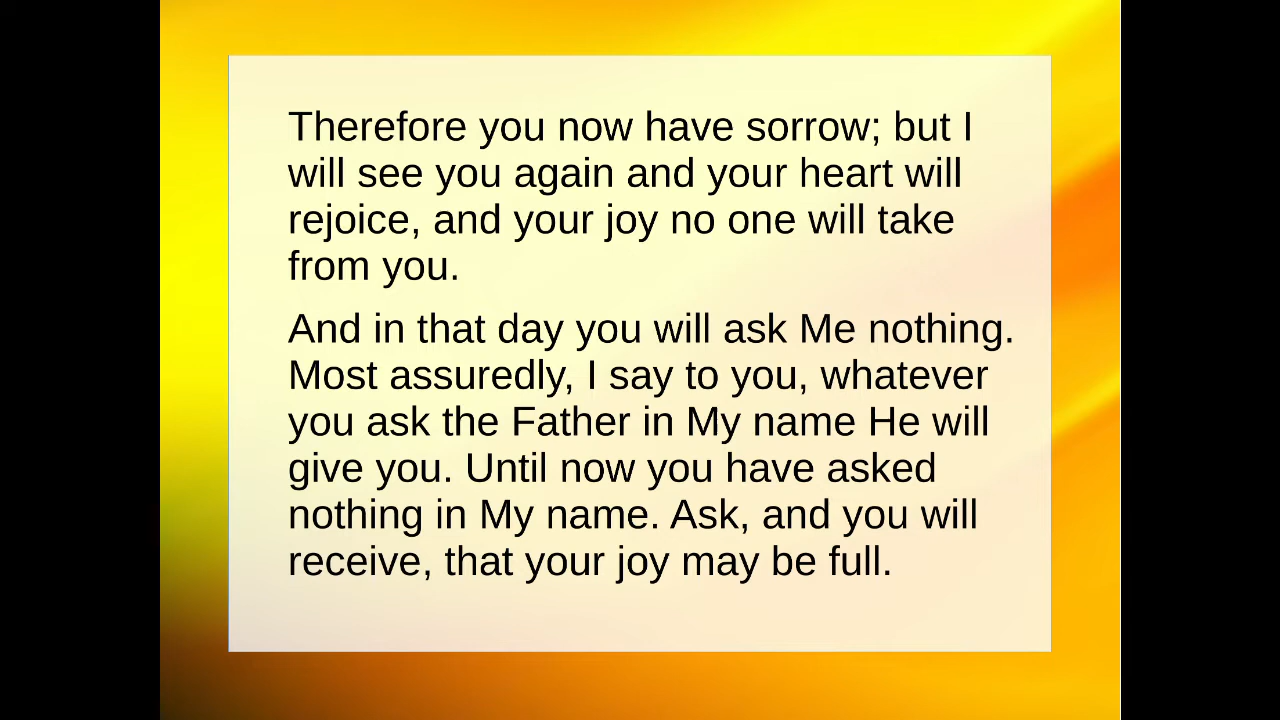 Therefore you now have sorrow; but I
will see you again and your heart will
rejoice, and your joy no one will take
from you.
And in that day you will ask Me nothing.
Most assuredly, I say to you, whatever
you ask the Father in My name He will
give you. Until now you have asked
nothing in My name. Ask, and you will
receive, that your joy may be full.